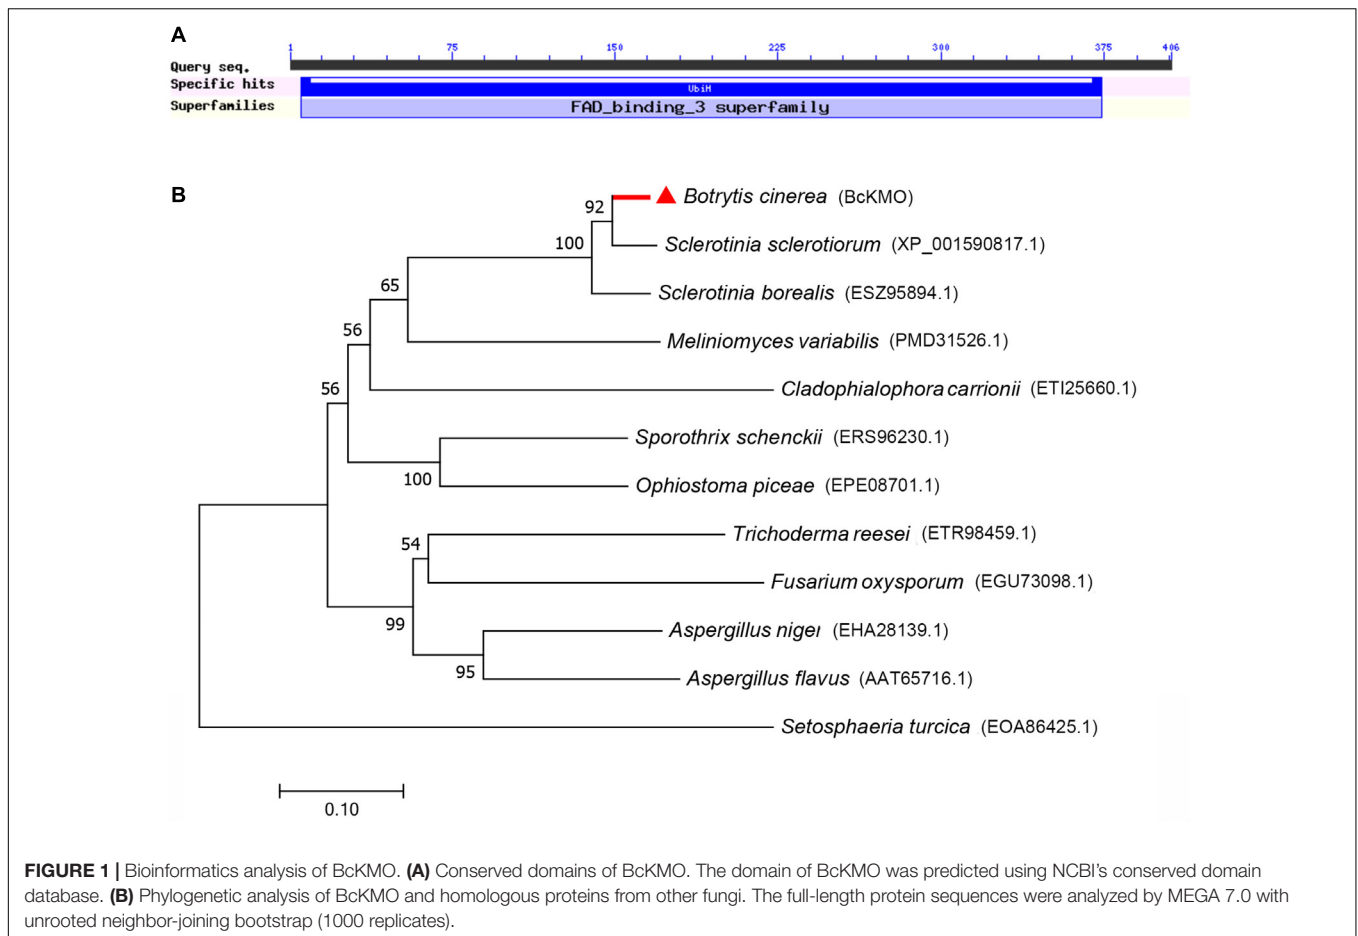 A
1 75 150 225 300 375 406
Query seq.
Specific hits
UbiH
Superfamilies
FAD_binding_3 superfamily
B
Botrytis cinerea (BcKMO)
92
Sclerotinia sclerotiorum (XP_001590817.1)
100
Sclerotinia borealis (ESZ95894.1)
65
Meliniomyces variabilis (PMD31526.1)
56
Cladophialophora carrionii (ETI25660.1)
56
Sporothrix schenckii (ERS96230.1)
100
Ophiostoma piceae (EPE08701.1)
Trichoderma reesei (ETR98459.1)
54
Fusarium oxysporum (EGU73098.1)
99
Aspergillus niger (EHA28139.1)
95
Aspergillus flavus (AAT65716.1)
Setosphaeria turcica (EOA86425.1)
0.10
FIGURE 1 | Bioinformatics analysis of BcKMO. (A) Conserved domains of BcKMO. The domain of BcKMO was predicted using NCBI's conserved domain
database. (B) Phylogenetic analysis of BcKMO and homologous proteins from other fungi. The full-length protein sequences were analyzed by MEGA 7.0 with
unrooted neighbor-joining bootstrap (1000 replicates).